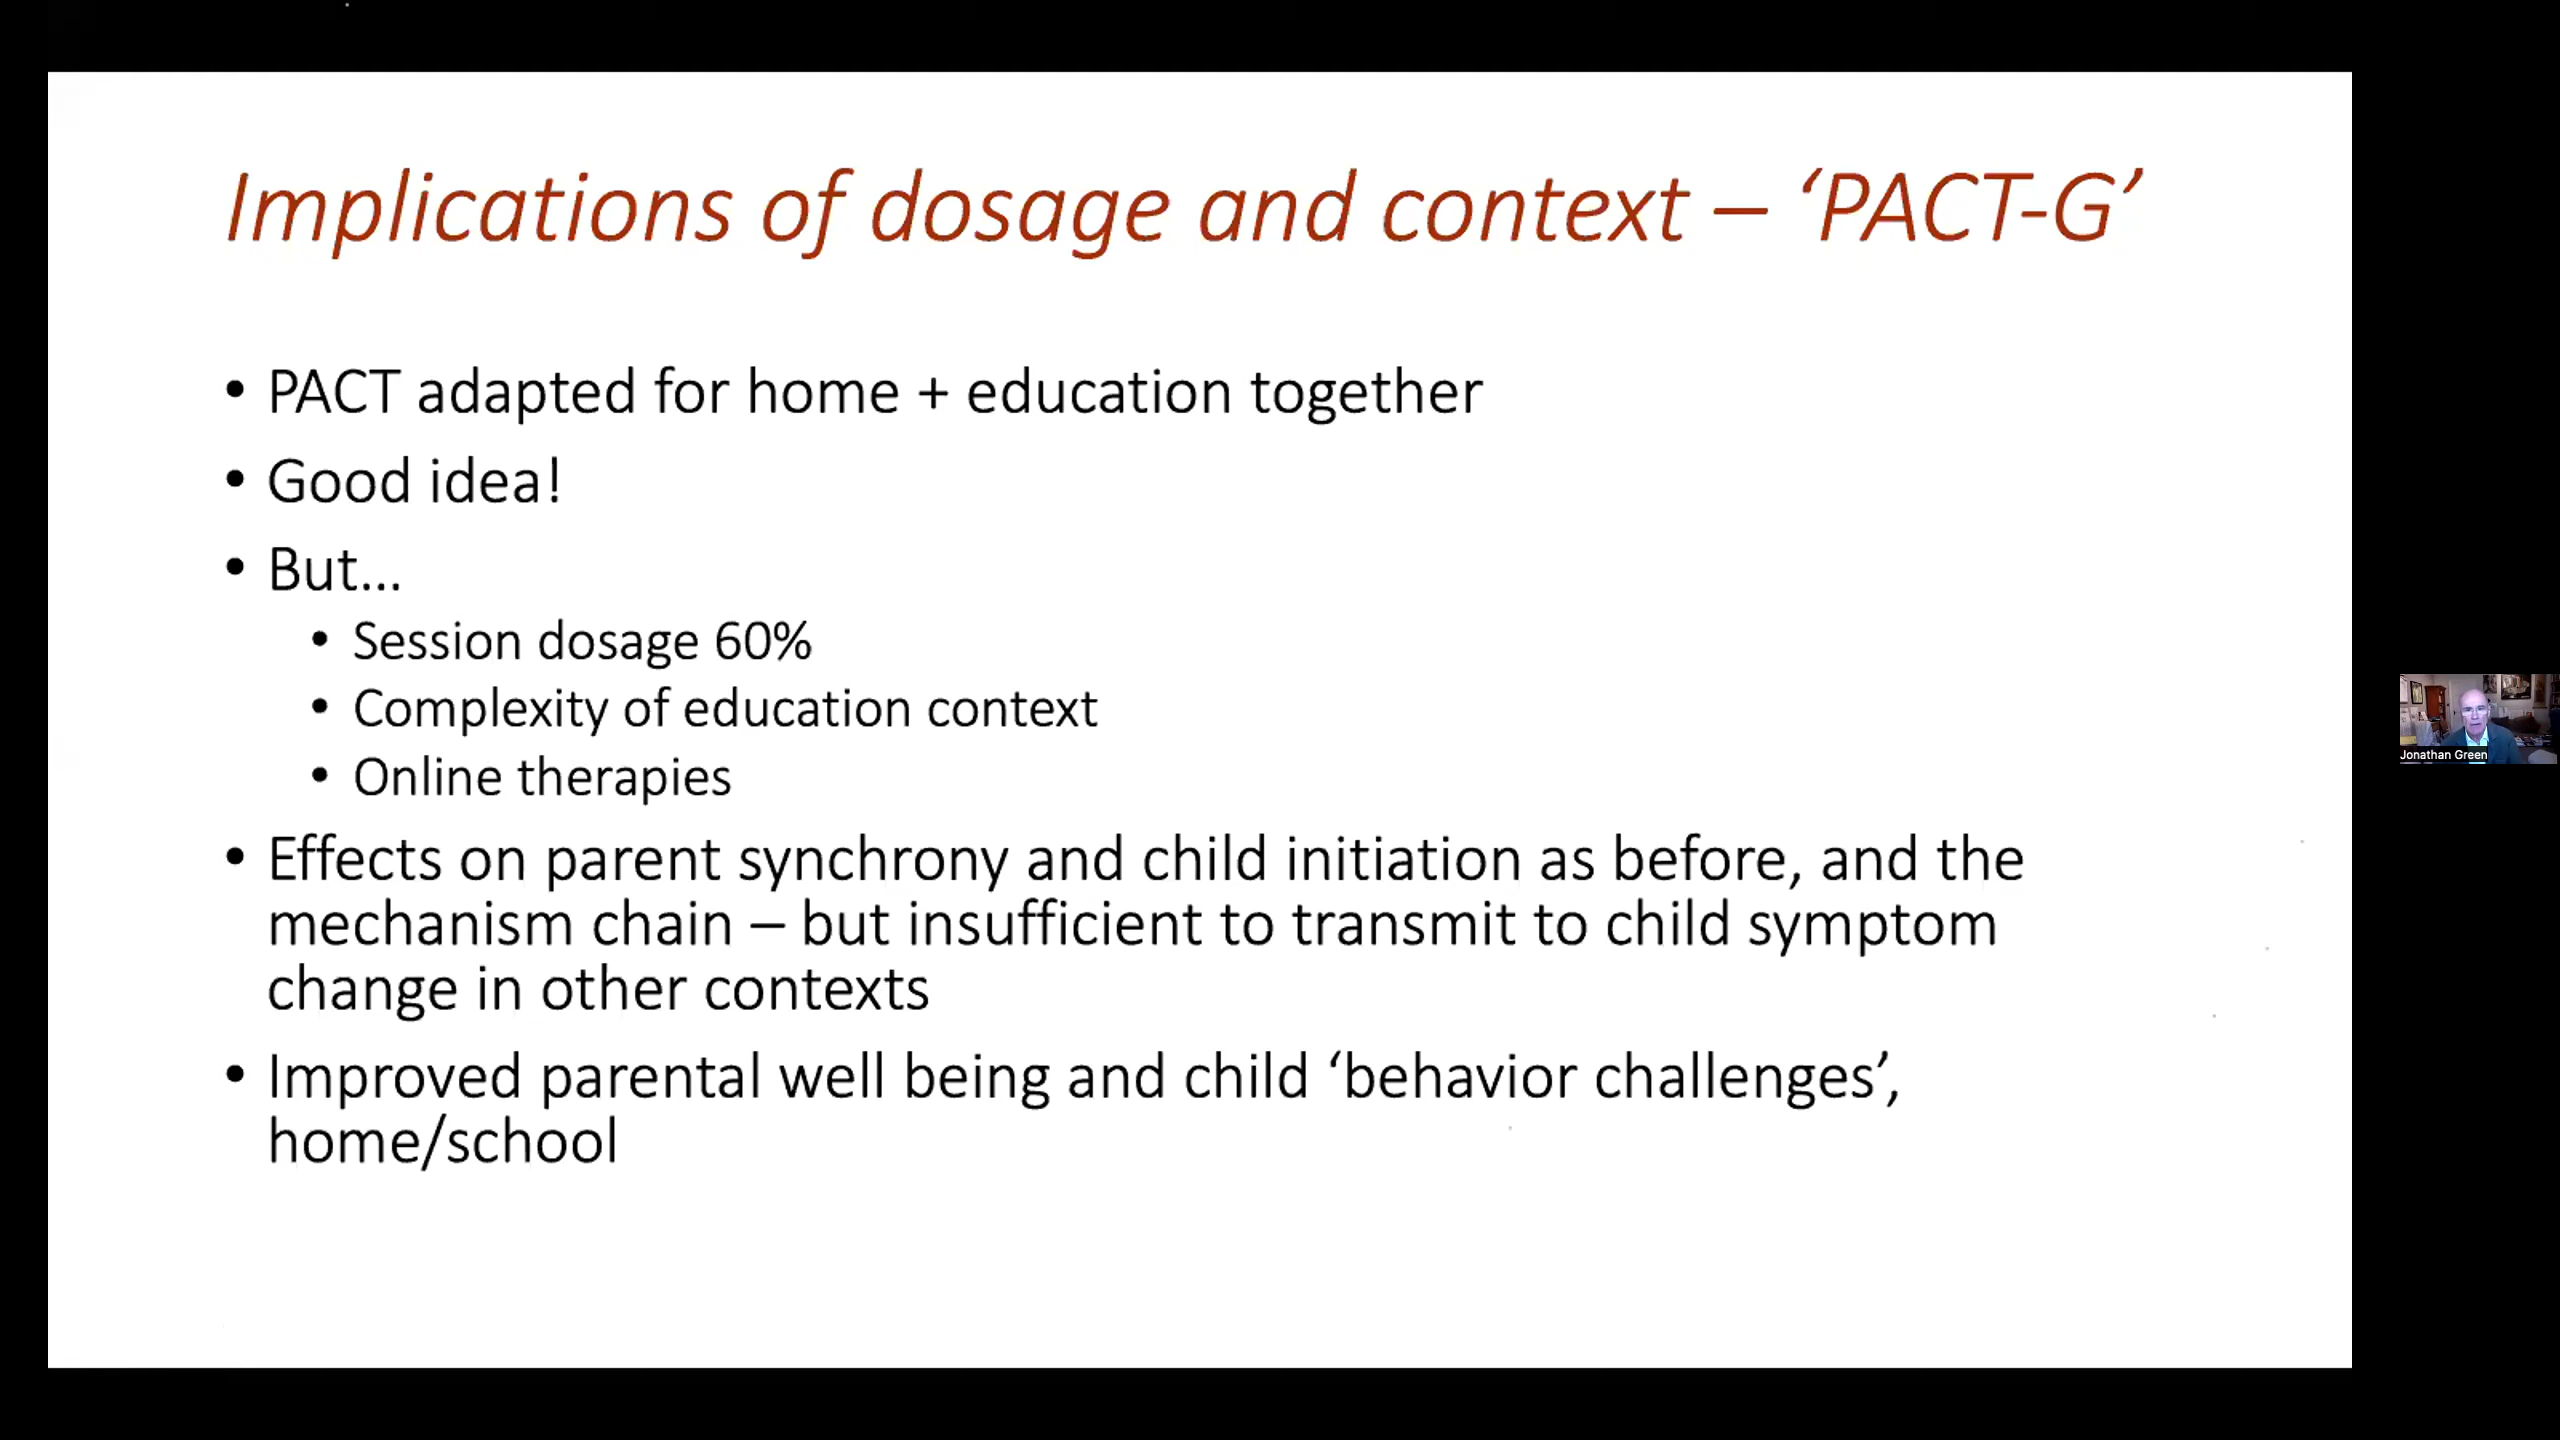 Implications of dosage and context – ‘PACT-G’
• PACT adapted for home + education together
• Good idea!
• But…
• Session dosage 60%
• Complexity of education context
• Online therapies
• Effects on parent synchrony and child initiation as before, and the
mechanism chain – but insufficient to transmit to child symptom
change in other contexts
• Improved parental well being and child ‘behavior challenges’,
home/school
Jonathan Green